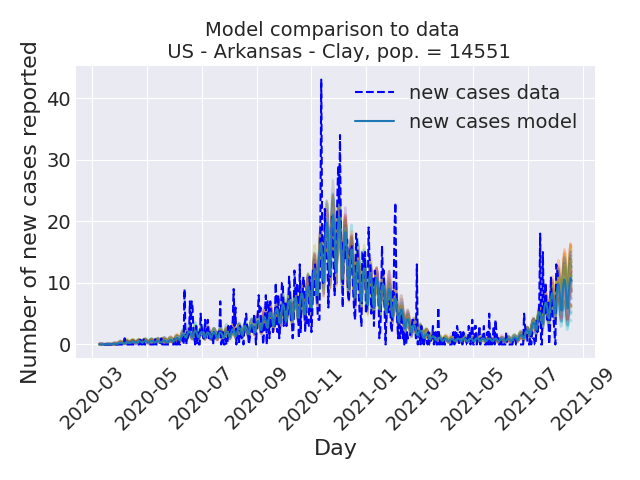 Model comparison to data
US - Arkansas - Clay, pop. = 14551
Number of new cases reported
40
30
20
10
0
new cases data
new cases model
2020-03
2020-05
2020-07
2020-09
2020-11
2021-01
2021-03
2021-05
2021-07
2021-09
Day